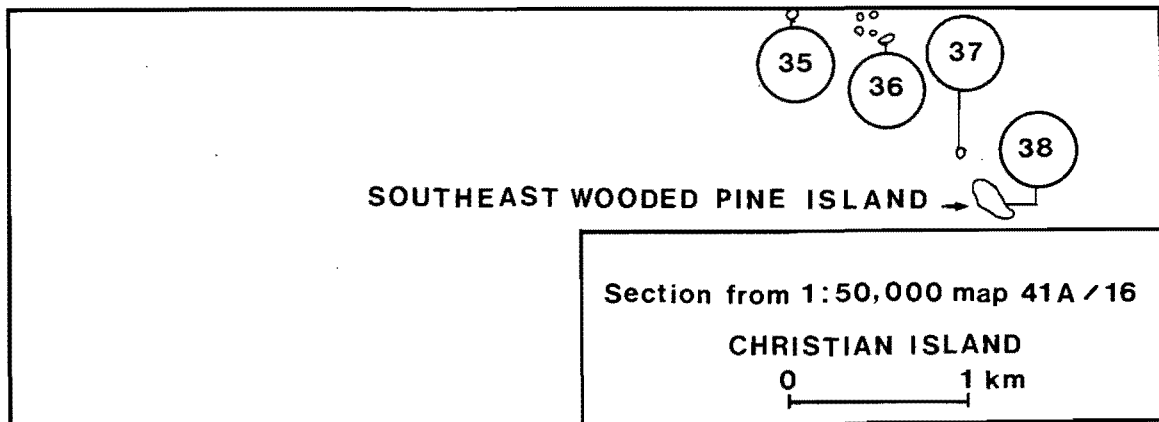 35
36
37
38
SOUTHEAST WOODED PINE ISLAND
Section from 1:50,000 map 41A/16
CHRISTIAN ISLAND
0 1 km